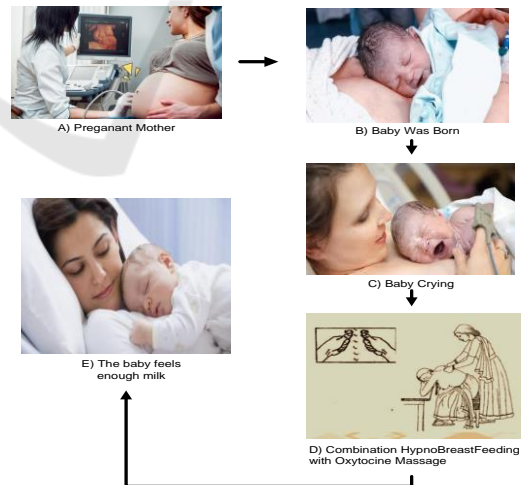 A) Preganant Mother
B) Baby Was Born
C) Baby Crying
D) Combination HypnoBreastFeeding
with Oxytocine Massage
E) The baby feels
enough milk